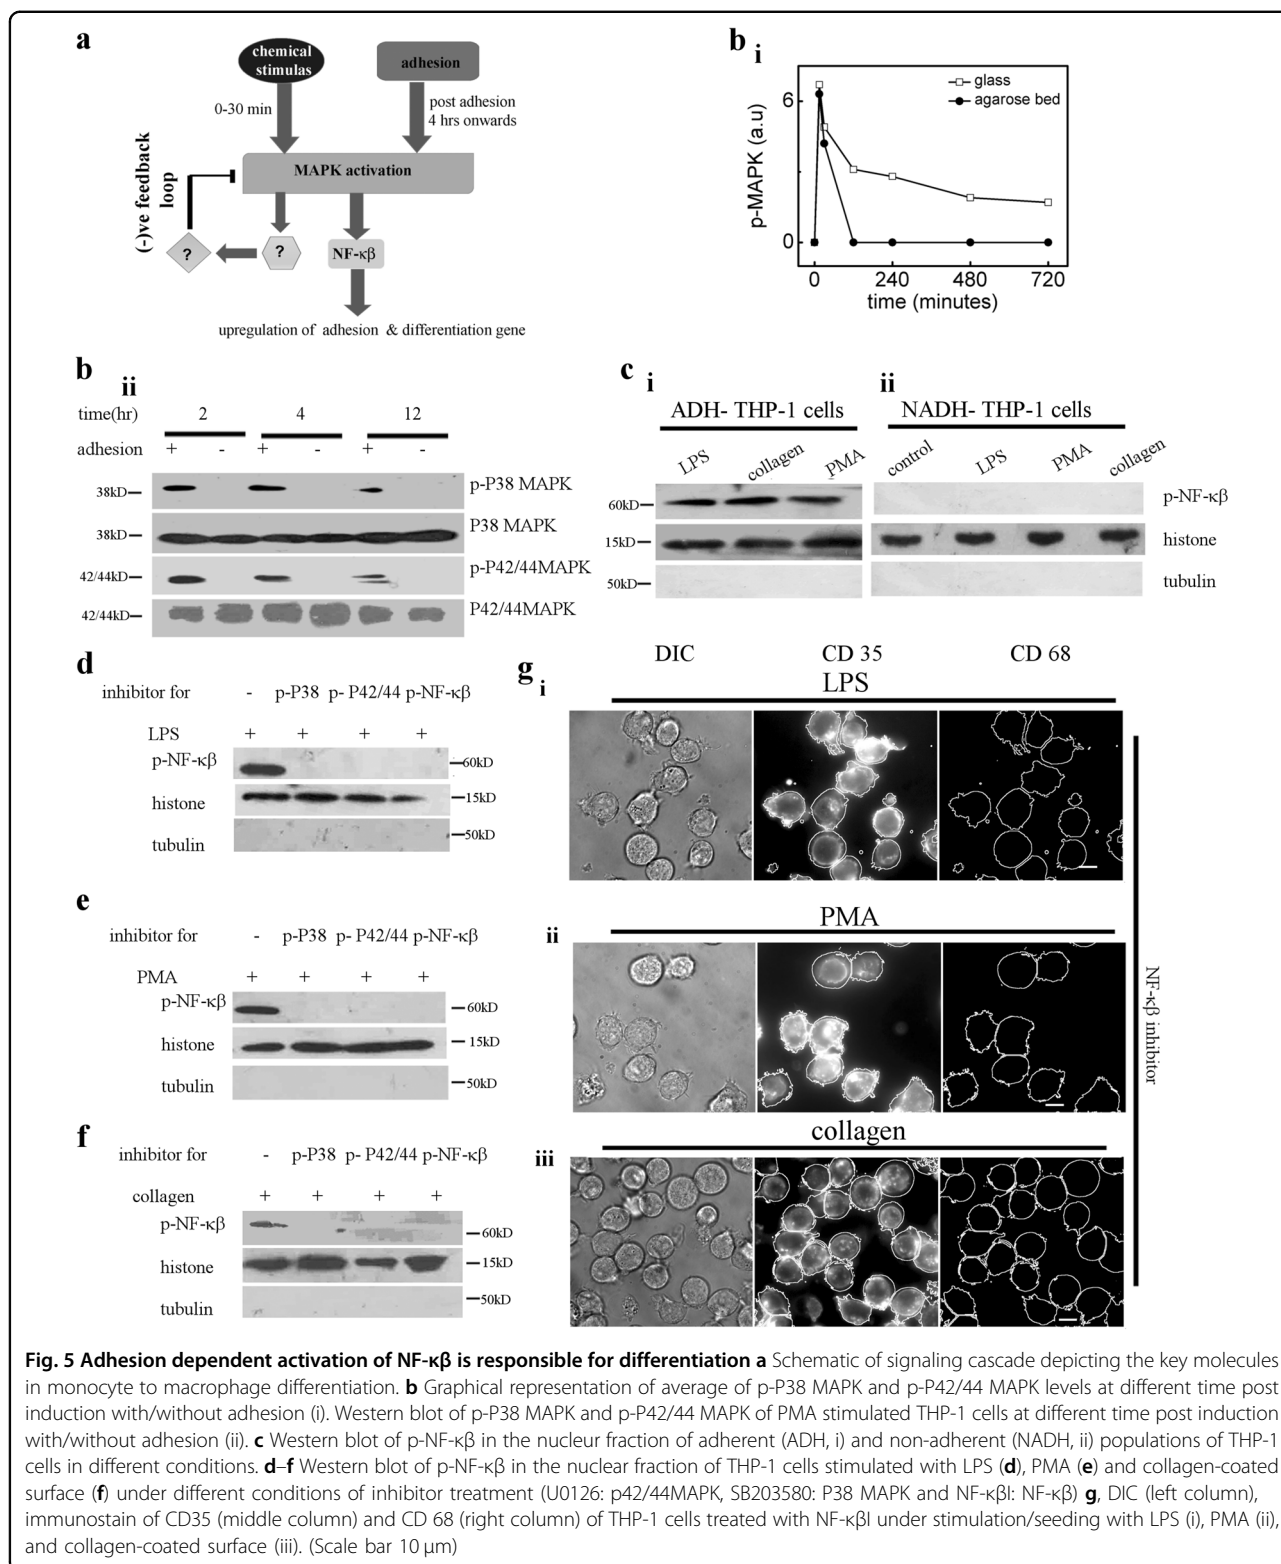 a
chemical
stimulas
adhesion
0-30 min
post adhesion
4 hrs onwards
MAPK activation
(-)ve feedback
loop
?
?
NF-κβ
upregulation of adhesion & differentiation gene
b i
glass
agarose bed
p-MAPK (a.u)
6
0
0 240 480 720
time (minutes)
b ii
time(hr) 2 4 12
adhesion + - + - + -
38kD p-P38 MAPK
38kD P38 MAPK
42/44kD p-P42/44MAPK
42/44kD P42/44MAPK
c i ii
ADH- THP-1 cells NADH- THP-1 cells
LPS collagen PMA control LPS PMA collagen
60kD p-NF-κβ
15kD histone
50kD tubulin
d
inhibitor for - p-P38 p- P42/44 p-NF-κβ
LPS + + + +
p-NF-κβ 60kD
histone 15kD
tubulin 50kD
e
inhibitor for - p-P38 p- P42/44 p-NF-κβ
PMA + + + +
p-NF-κβ 60kD
histone 15kD
tubulin 50kD
f
inhibitor for - p-P38 p- P42/44 p-NF-κβ
collagen + + + +
p-NF-κβ 60kD
histone 15kD
tubulin 50kD
DIC CD 35 CD 68
g i
LPS
ii
PMA
iii
collagen
NF-κβ inhibitor
Fig. 5 Adhesion dependent activation of NF-κβ is responsible for differentiation a Schematic of signaling cascade depicting the key molecules
in monocyte to macrophage differentiation. b Graphical representation of average of p-P38 MAPK and p-P42/44 MAPK levels at different time post
induction with/without adhesion (i). Western blot of p-P38 MAPK and p-P42/44 MAPK of PMA stimulated THP-1 cells at different time post induction
with/without adhesion (ii). c Western blot of p-NF-κβ in the nucleur fraction of adherent (ADH, i) and non-adherent (NADH, ii) populations of THP-1
cells in different conditions. d–f Western blot of p-NF-κβ in the nuclear fraction of THP-1 cells stimulated with LPS (d), PMA (e) and collagen-coated
surface (f) under different conditions of inhibitor treatment (U0126: p42/44MAPK, SB203580: P38 MAPK and NF-κβI: NF-κβ) g, DIC (left column),
immunostain of CD35 (middle column) and CD 68 (right column) of THP-1 cells treated with NF-κβI under stimulation/seeding with LPS (i), PMA (ii),
and collagen-coated surface (iii). (Scale bar 10 μm)